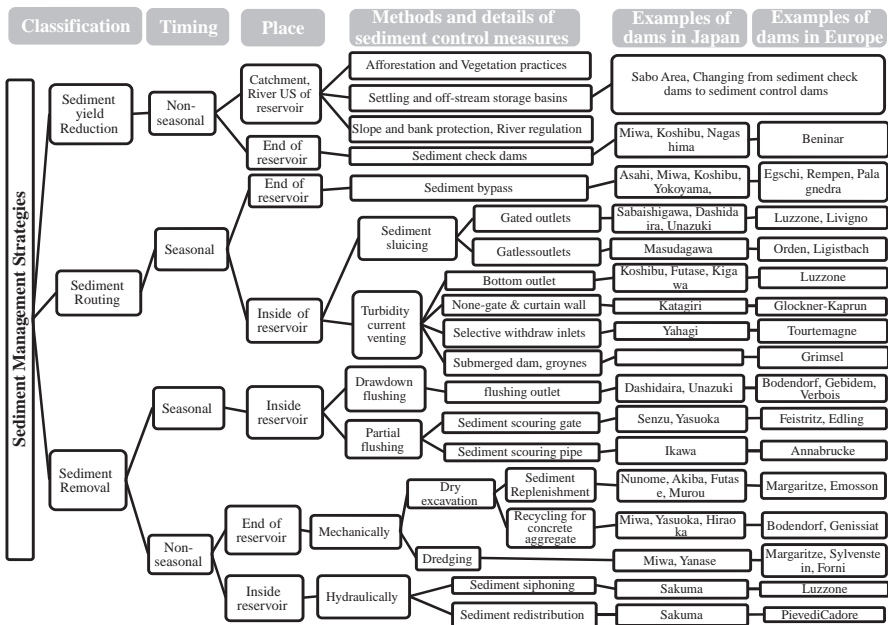 Classification
Timing
Place
Methods and details of
sediment control measures
Examples of
dams in Japan
Examples of
dams in Europe
Sediment Management Strategies
Sediment
yield
Reduction
Non-
seasonal
Catchment,
River US of
reservoir
Afforestation and Vegetation practices
Settling and off-stream storage basins
Slope and bank protection, River regulation
Sabo Area, Changing from sediment check
dams to sediment control dams
End of
reservoir
Sediment check dams
Miwa, Koshibu, Nagas
hima
Beninar
Sediment
Routing
Seasonal
End of
reservoir
Sediment bypass
Asahi, Miwa, Koshibu,
Yokoyama,
Egschi, Rempen, Pala
gnedra
Inside of
reservoir
Sediment
sluicing
Gated outlets
Sabaishigawa, Dashida
ira, Unazuki
Luzzone, Livigno
Gatlessoutlets
Masudagawa
Orden, Ligistbach
Turbidity
current
venting
Bottom outlet
Koshibu, Futase, Kiga
wa
Luzzone
None-gate & curtain wall
Katagiri
Glockner-Kaprun
Selective withdraw inlets
Yahagi
Tourtemagne
Submerged dam, groynes
Grimsel
Sediment
Removal
Seasonal
Inside
reservoir
Drawdown
flushing
flushing outlet
Dashidaira, Unazuki
Bodendorf, Gebidem,
Verbois
Partial
flushing
Sediment scouring gate
Senzu, Yasuoka
Feistritz, Edling
Sediment scouring pipe
Ikawa
Annabrucke
Non-
seasonal
End of
reservoir
Mechanically
Dry
excavation
Sediment
Replenishment
Nunome, Akiba, Futas
e, Murou
Margaritze, Emosson
Recycling for
concrete
aggregate
Miwa, Yasuoka, Hirao
ka
Bodendorf, Genissiat
Dredging
Miwa, Yanase
Margaritze, Sylvenste
in, Forni
Inside
reservoir
Hydraulically
Sediment siphoning
Sakuma
Luzzone
Sediment redistribution
Sakuma
PievediCadore